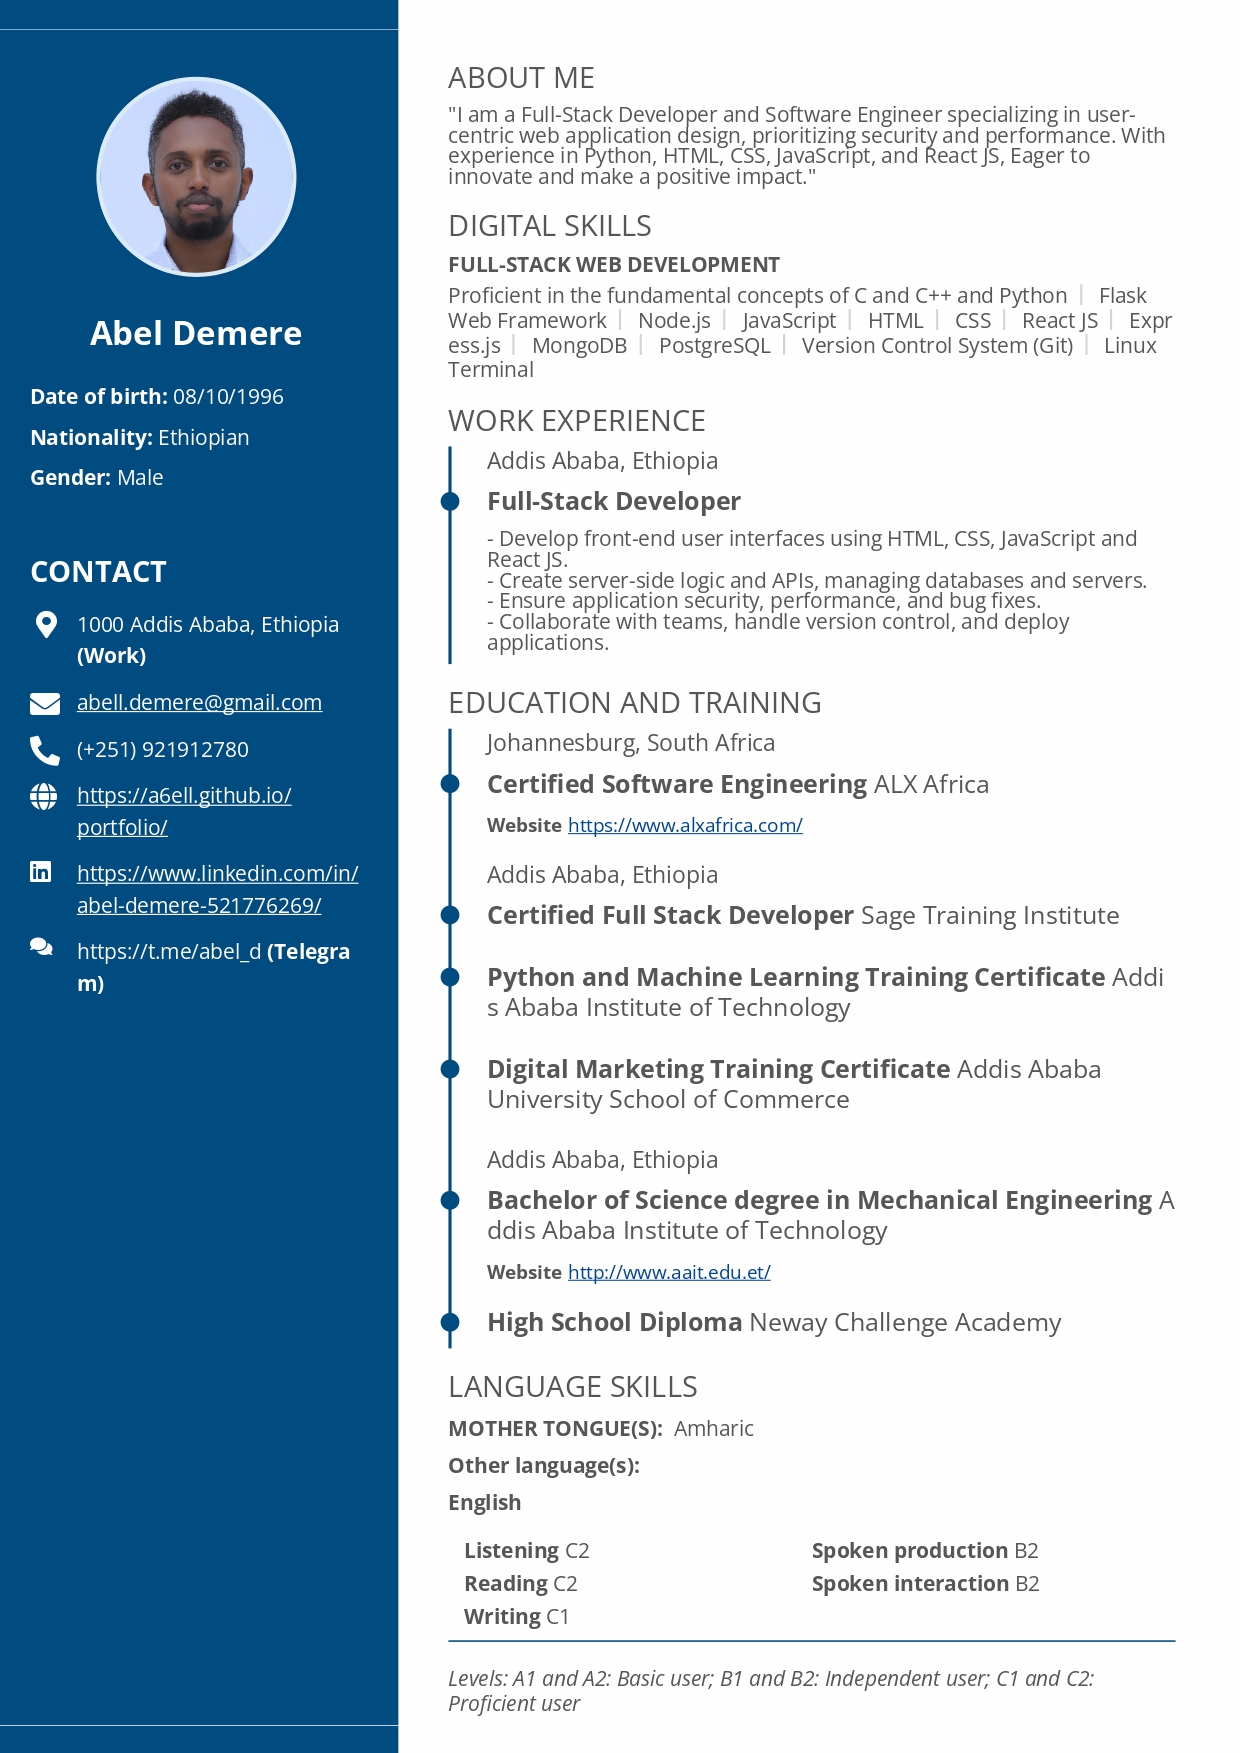 Abel Demere
Date of birth: 08/10/1996
Nationality: Ethiopian
Gender: Male
CONTACT
1000 Addis Ababa, Ethiopia
(Work)
abell.demere@gmail.com
(+251) 921912780
https://a6ell.github.io/
portfolio/
https://www.linkedin.com/in/
abel-demere-521776269/
https://t.me/abel_d (Telegra
m)
ABOUT ME
"I am a Full-Stack Developer and Software Engineer specializing in user-
centric web application design, prioritizing security and performance. With
experience in Python, HTML, CSS, JavaScript, and React JS, Eager to
innovate and make a positive impact."
DIGITAL SKILLS
FULL-STACK WEB DEVELOPMENT
Proficient in the fundamental concepts of C and C++ and Python | Flask
Web Framework | Node.js | JavaScript | HTML | CSS | React JS | Expr
ess.js | MongoDB | PostgreSQL | Version Control System (Git) | Linux
Terminal
WORK EXPERIENCE
Addis Ababa, Ethiopia
Full-Stack Developer
- Develop front-end user interfaces using HTML, CSS, JavaScript and
React JS.
- Create server-side logic and APIs, managing databases and servers.
- Ensure application security, performance, and bug fixes.
- Collaborate with teams, handle version control, and deploy
applications.
EDUCATION AND TRAINING
Johannesburg, South Africa
Certified Software Engineering ALX Africa
Website https://www.alxafrica.com/
Addis Ababa, Ethiopia
Certified Full Stack Developer Sage Training Institute
Python and Machine Learning Training Certificate Addi
s Ababa Institute of Technology
Digital Marketing Training Certificate Addis Ababa
University School of Commerce
Addis Ababa, Ethiopia
Bachelor of Science degree in Mechanical Engineering A
ddis Ababa Institute of Technology
Website http://www.aait.edu.et/
High School Diploma Neway Challenge Academy
LANGUAGE SKILLS
MOTHER TONGUE(S): Amharic
Other language(s):
English
Listening C2
Reading C2
Writing C1
Spoken production B2
Spoken interaction B2
Levels: A1 and A2: Basic user; B1 and B2: Independent user; C1 and C2:
Proficient user